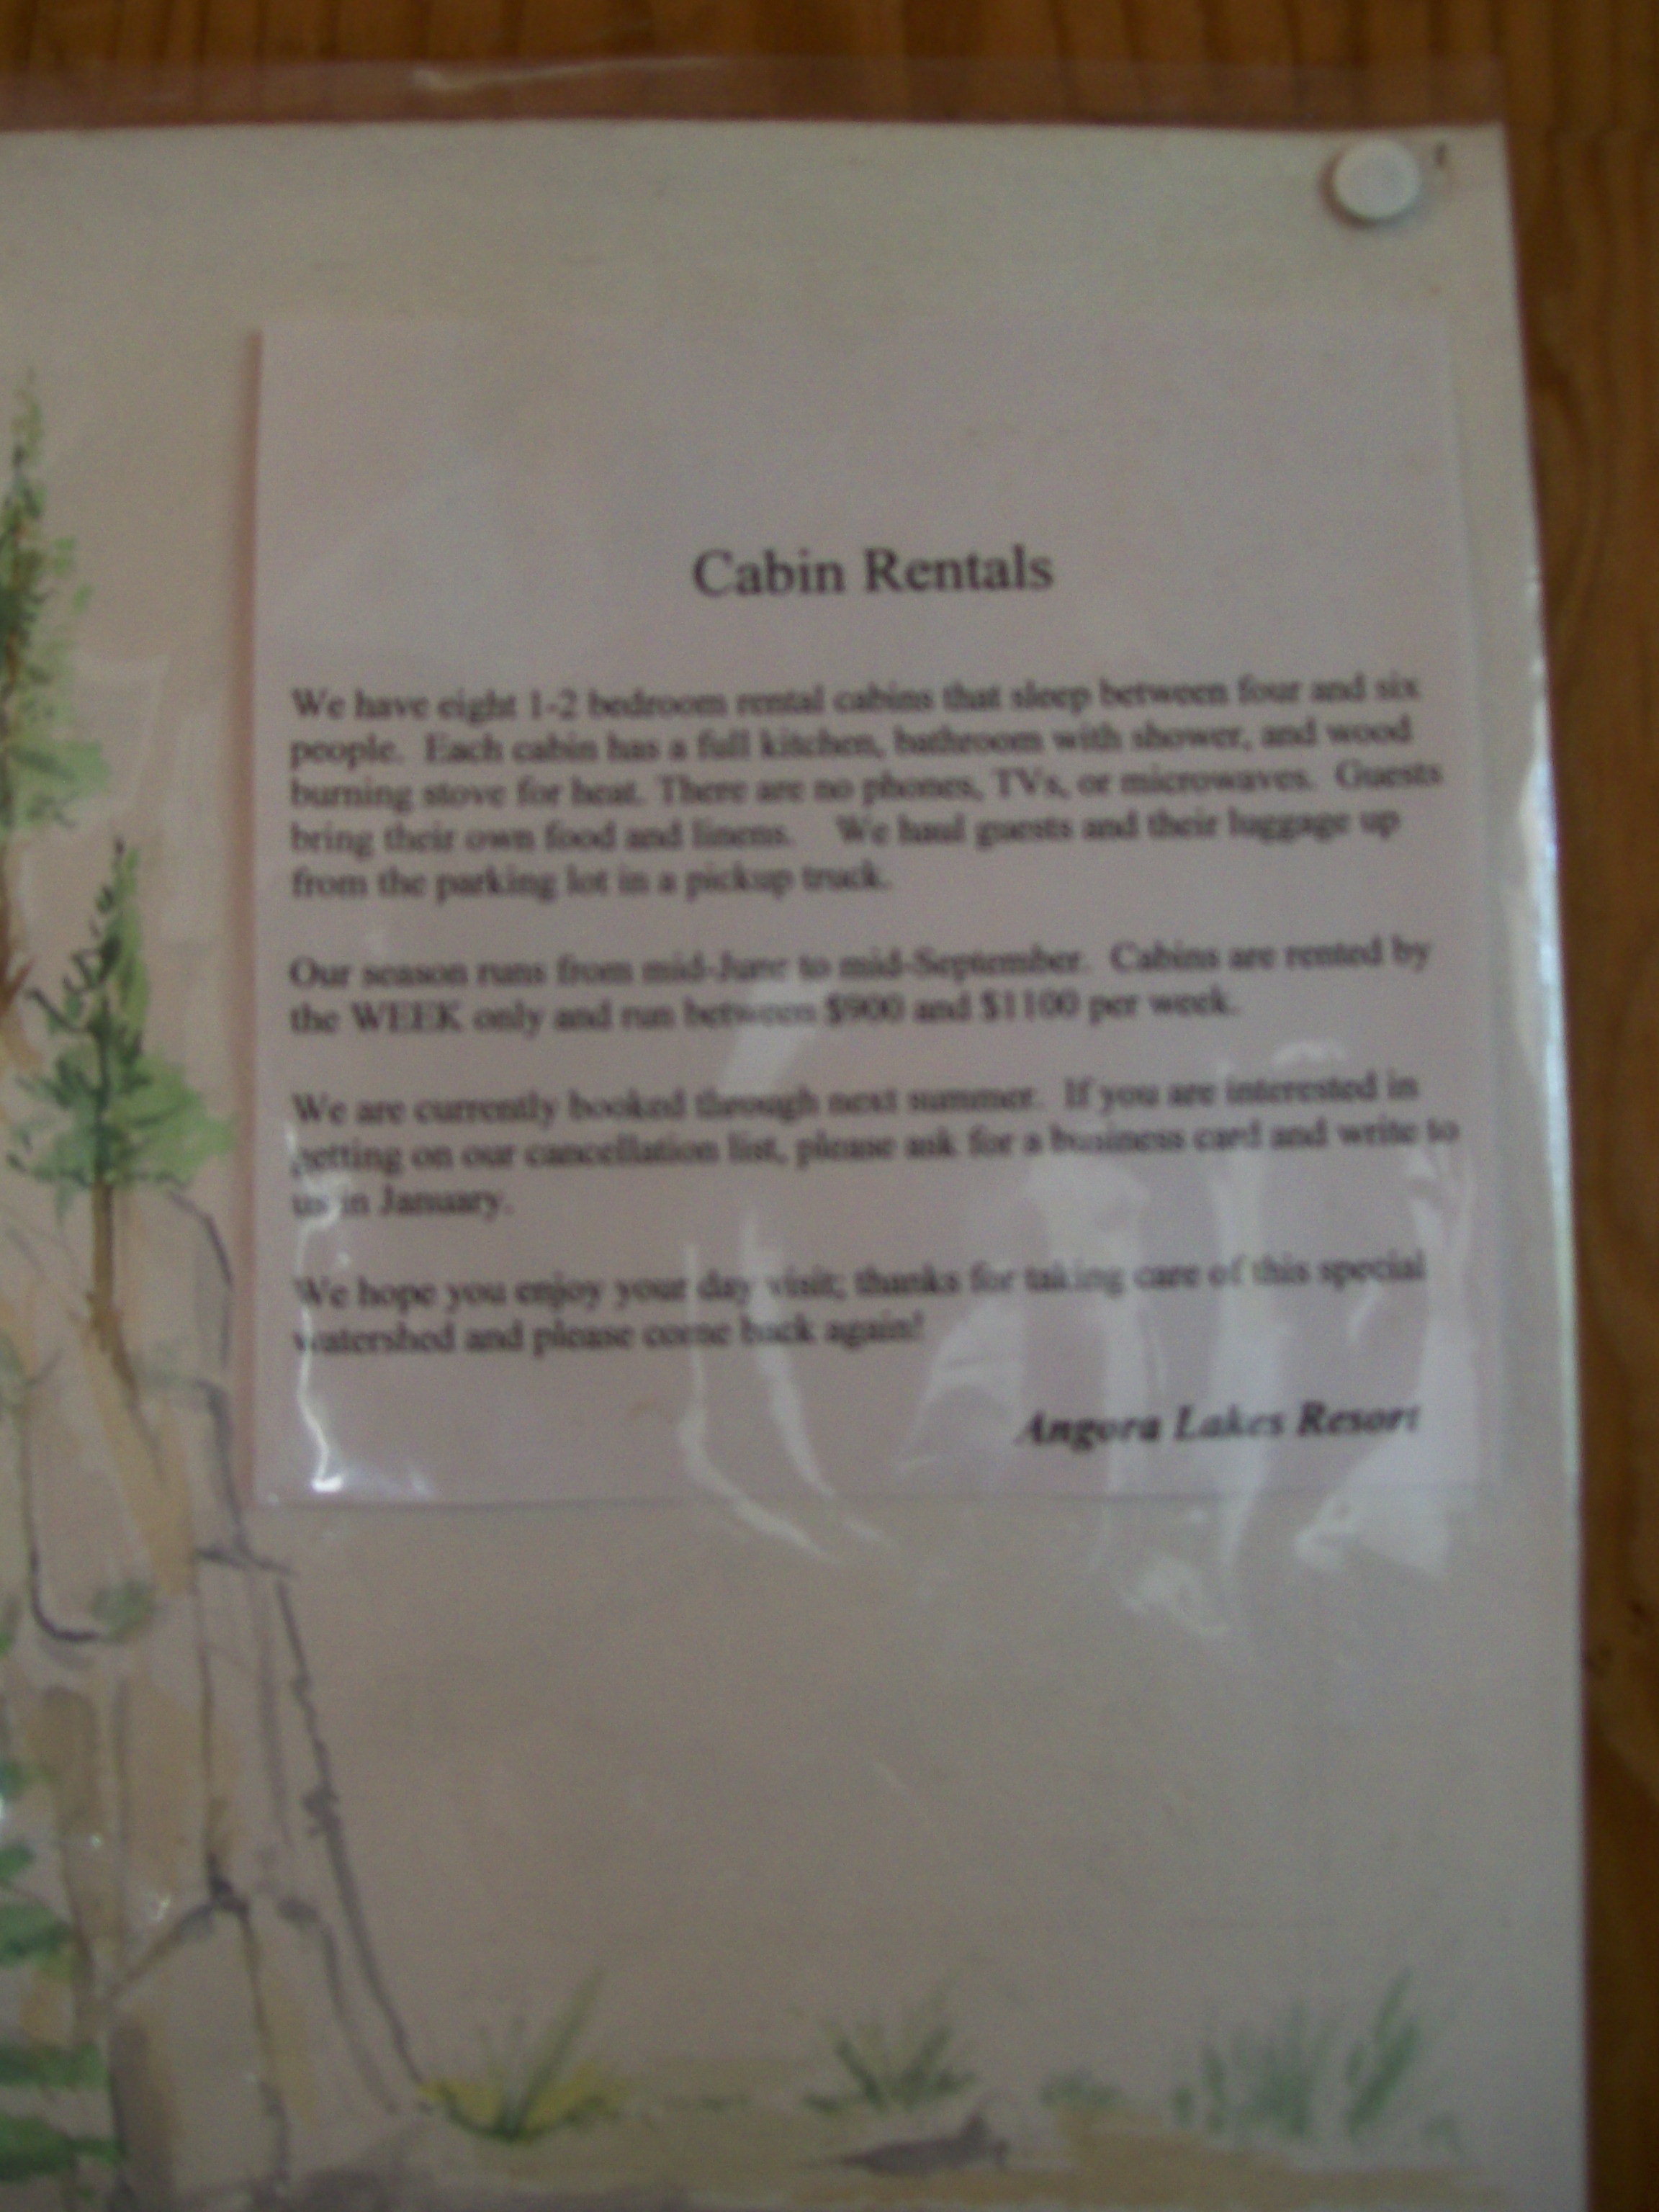 Cabin Rentals
We have eight 1-2 bedroom rental cabins that sleep between four and six
people. Each cabin has a full kitchen, bathroom with shower, and wood
burning stove for heat. There are no phones, TVs, or microwaves. Guests
bring their own food and linens. We haul guests and their luggage up
from the parking lot in a pickup truck.
Our season runs from mid-June to mid-September. Cabins are rented by
the WEEK only and run between $900 and $1100 per week.
We are currently booked through next summer. If you are interested in
getting on our cancellation list, please ask for a business card and write to
us in January.
We hope you enjoy your day visit; thanks for taking care of this special
watershed and please come back again!
Angora Lakes Resort